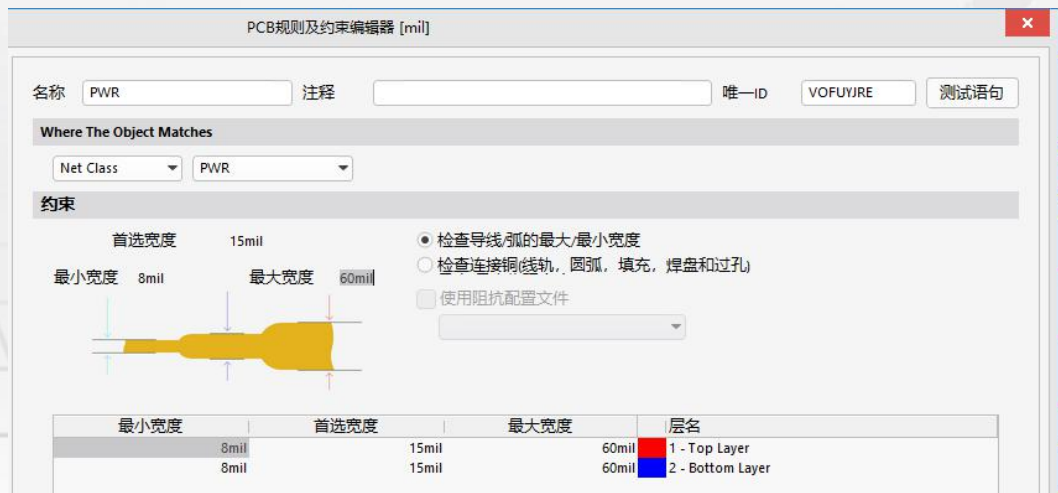 PCB规则及约束编辑器 [mil]
名称 PWR 注释 唯一ID VOFUYJRE 测试语句
Where The Object Matches
Net Class PWR
约束
首选宽度 15mil
检查导线/弧的最大/最小宽度
最小宽度 8mil 最大宽度 60mil
检查连接铜(线轨, 圆弧, 填充, 焊盘和过孔)
使用阻抗配置文件
最小宽度 首选宽度 最大宽度 层名
8mil 15mil 60mil 1 - Top Layer
8mil 15mil 60mil 2 - Bottom Layer